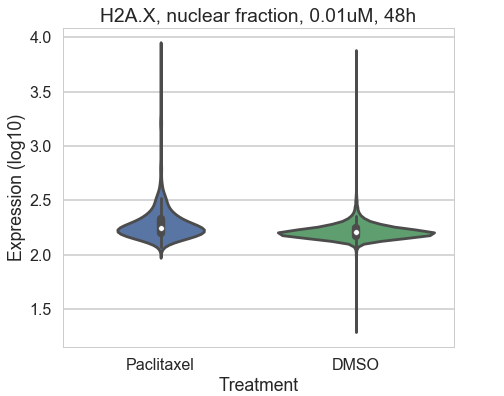 H2A.X, nuclear fraction, 0.01uM, 48h
4.0
3.5
3.0
2.5
2.0
1.5
Expression (log10)
Paclitaxel DMSO
Treatment